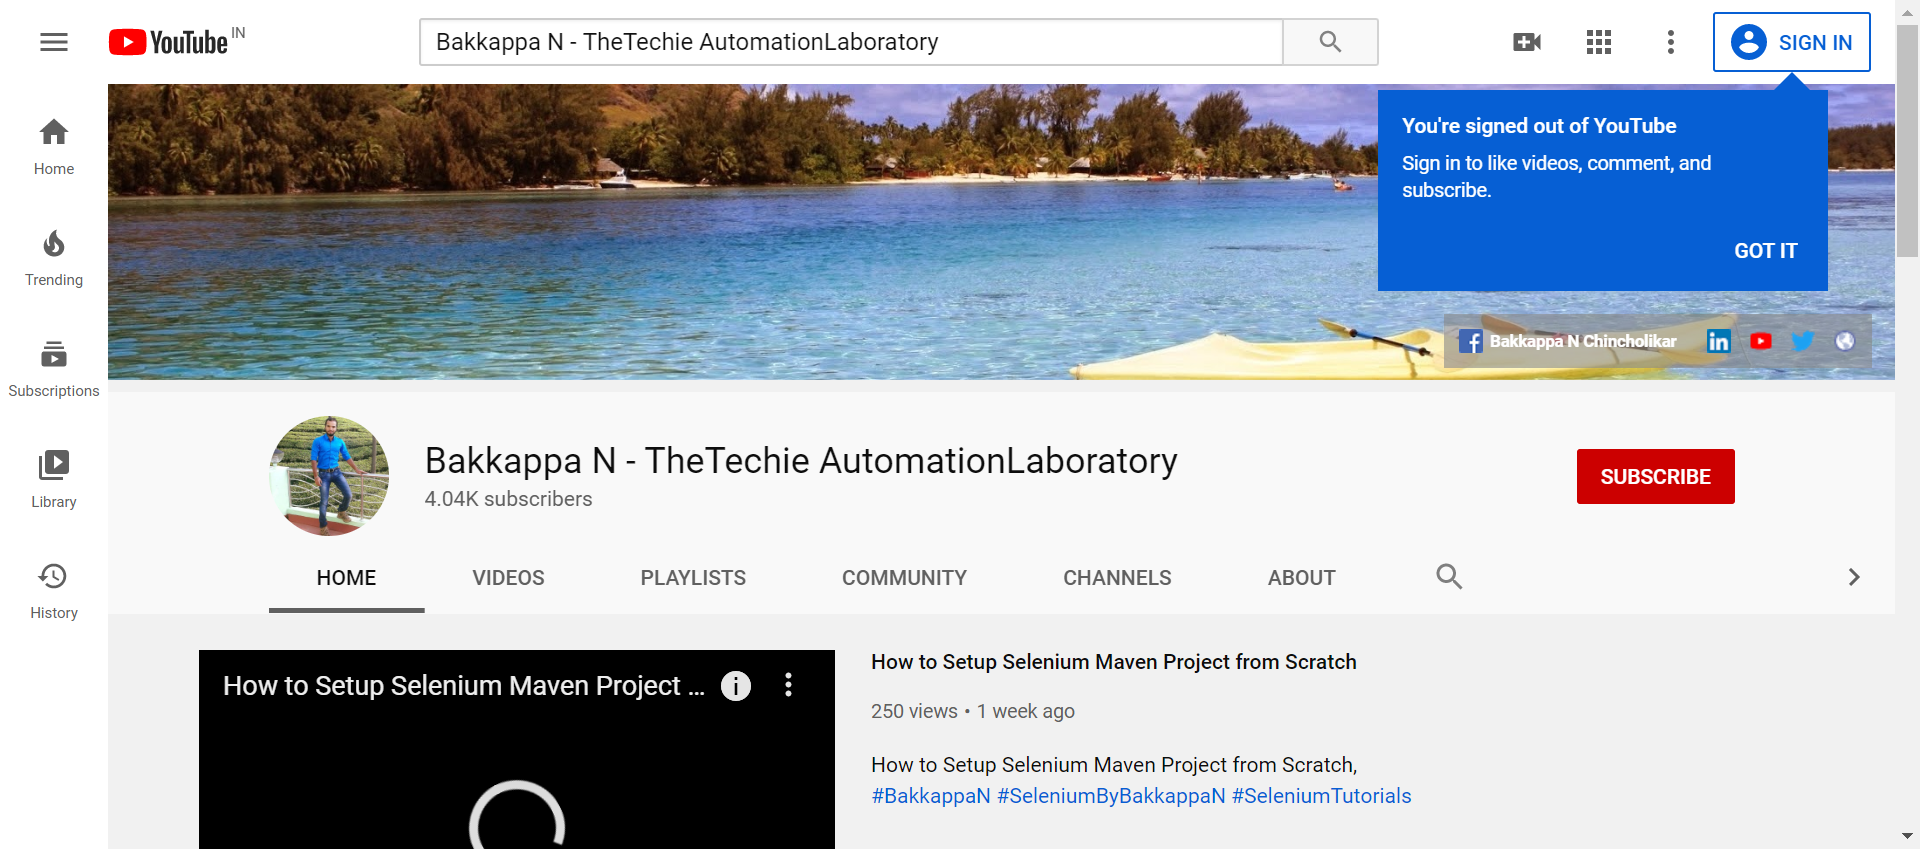 YouTube IN
Bakkappa N - TheTechie AutomationLaboratory
SIGN IN
Home
Trending
Subscriptions
Library
History
You're signed out of YouTube
Sign in to like videos, comment, and
subscribe.
GOT IT
Bakkappa N Chincholikar
Bakkappa N - TheTechie AutomationLaboratory
4.04K subscribers
SUBSCRIBE
HOME VIDEOS PLAYLISTS COMMUNITY CHANNELS ABOUT
How to Setup Selenium Maven Project ...
How to Setup Selenium Maven Project from Scratch
250 views • 1 week ago
How to Setup Selenium Maven Project from Scratch,
#BakkappaN #SeleniumByBakkappaN #SeleniumTutorials